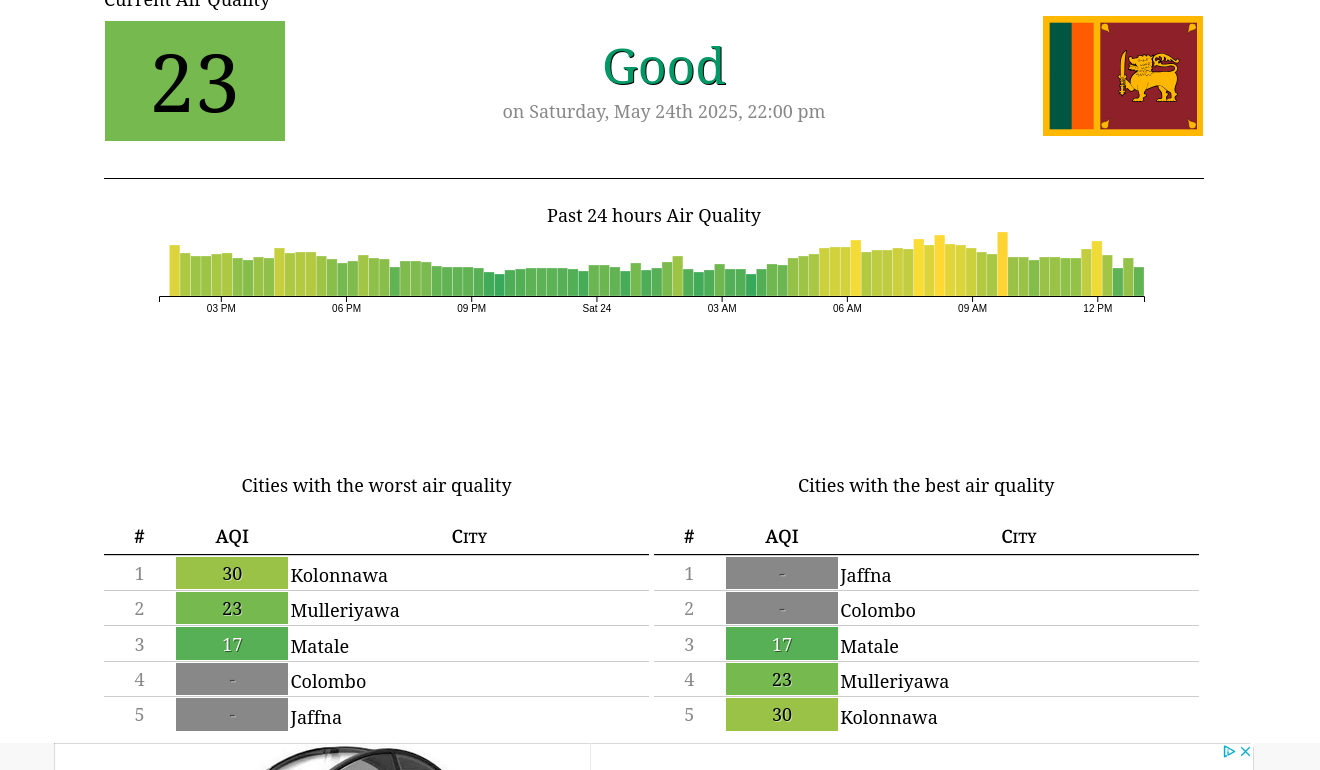 Current Air Quality
23
Good
on Saturday, May 24th 2025, 22:00 pm
Past 24 hours Air Quality
03 PM 06 PM 09 PM Sat 24 03 AM 06 AM 09 AM 12 PM
Cities with the worst air quality
# AQI City
1 30 Kolonnawa
2 23 Mulleriyawa
3 17 Matale
4 - Colombo
5 - Jaffna
Cities with the best air quality
# AQI City
1 - Jaffna
2 - Colombo
3 17 Matale
4 23 Mulleriyawa
5 30 Kolonnawa